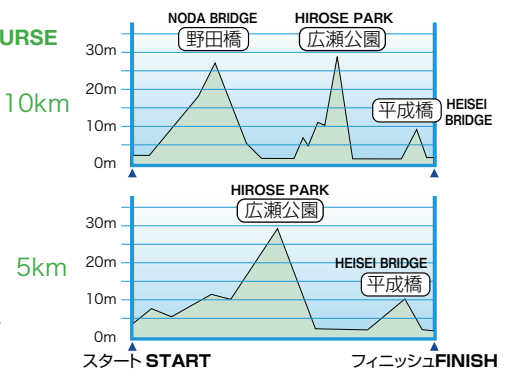 NODA BRIDGE
野田橋
HIROSE PARK
広瀬公園
URSE
10km
30m
20m
10m
0m
平成橋
HEISEI
BRIDGE
HIROSE PARK
広瀬公園
5km
30m
20m
10m
0m
HEISEI BRIDGE
平成橋
スタート START
フィニッシュFINISH